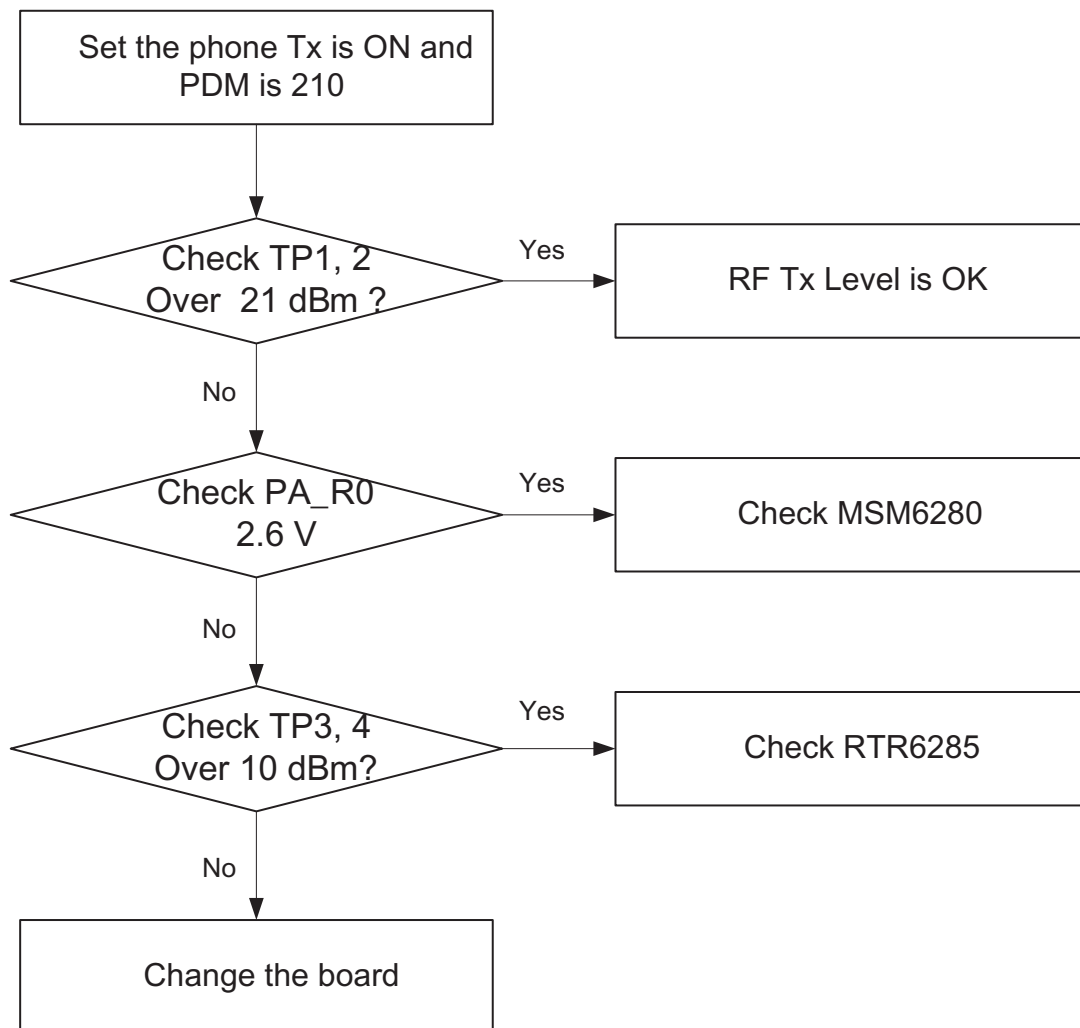 Set the phone Tx is ON and
PDM is 210
Check TP1, 2
Over 21 dBm ?
Yes
RF Tx Level is OK
No
Check PA_R0
2.6 V
Yes
Check MSM6280
No
Check TP3, 4
Over 10 dBm?
Yes
Check RTR6285
No
Change the board